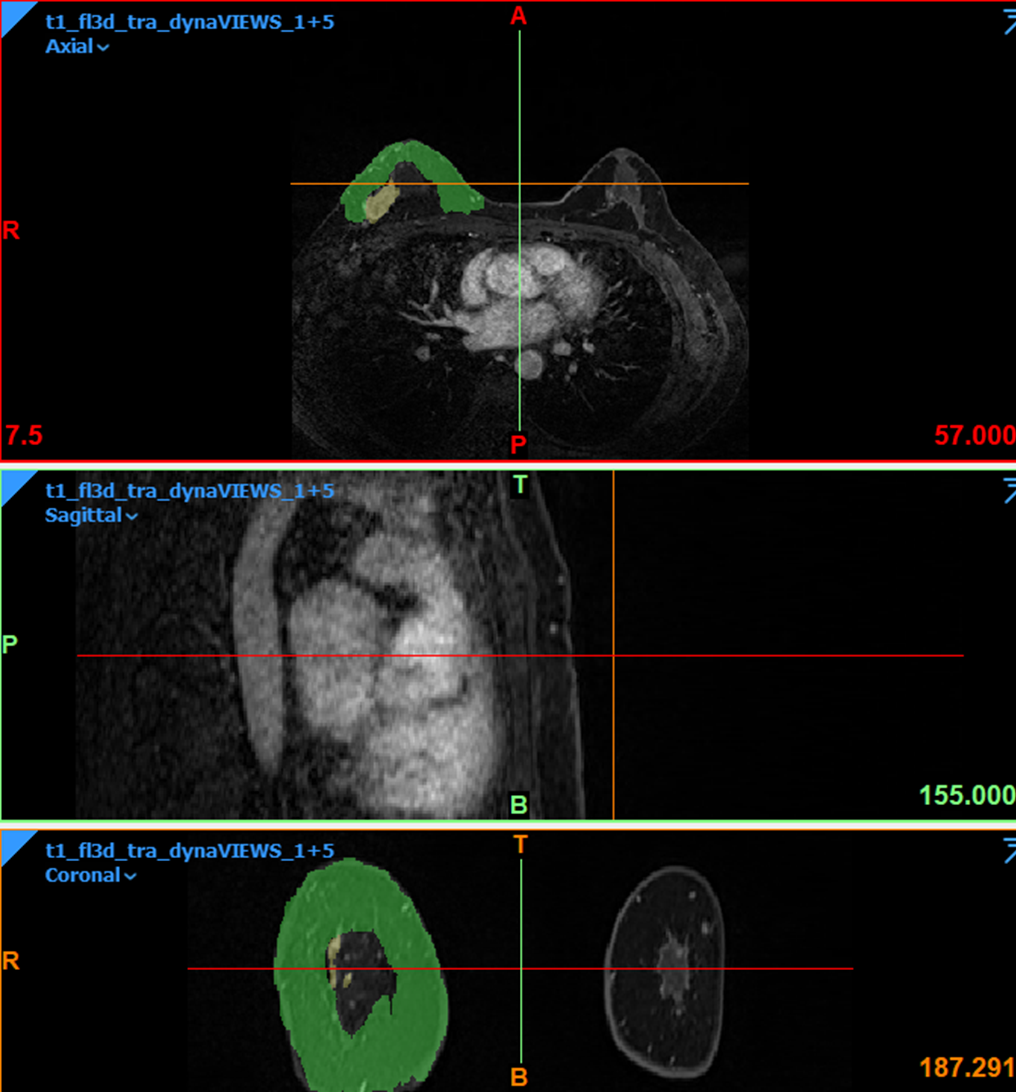 t1_fl3d_tra_dynaVIEWS_1+5
Axial
A
R
P
7.5
57.000
t1_fl3d_tra_dynaVIEWS_1+5
Sagittal
T
P
B
155.000
t1_fl3d_tra_dynaVIEWS_1+5
Coronal
T
R
B
187.291